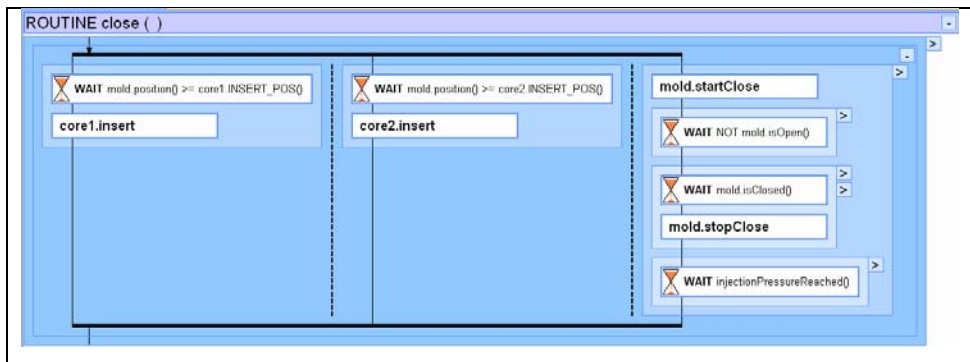 ROUTINE close ( )
-
>
-
WAIT mold.position() >= core1.INSERT_POS()
core1.insert
WAIT mold.position() >= core2.INSERT_POS()
core2.insert
>
mold.startClose
>
WAIT NOT mold.isOpen()
>
>
WAIT mold.isClosed()
mold.stopClose
>
WAIT injectionPressureReached()